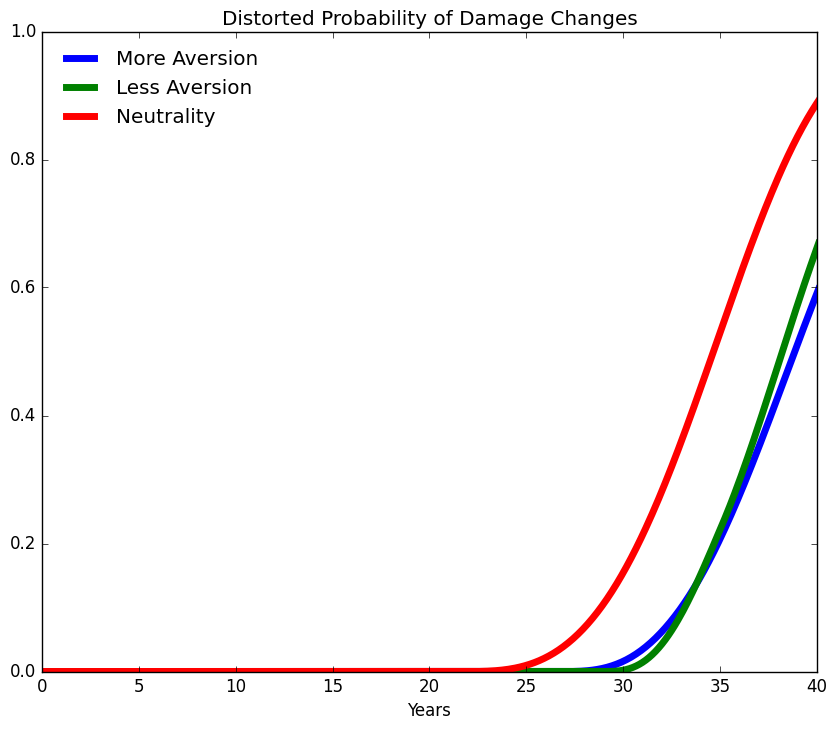 Distorted Probability of Damage Changes
1.0
More Aversion
Less Aversion
Neutrality
0.8
0.6
0.4
0.2
0.0
0 5 10 15 20 25 30 35 40
Years